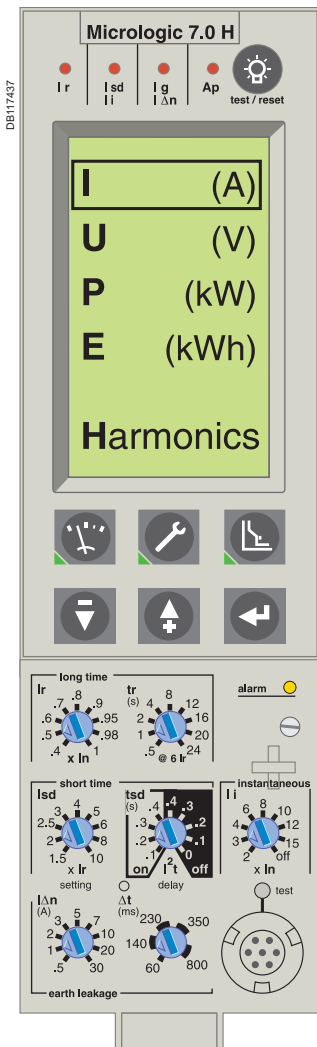 Micrologic 7.0 H
DB117437
Ir
Isd
Ii
Ig
I∆n
Ap
test / reset
I (A)
U (V)
P (kW)
E (kWh)
Harmonics
long time
alarm
Ir
.4 .5 .6 .7 .8 .9 .95 .98 1
x In
tr
(s)
.5 1 2 4 8 12 16 20 24
@ 6 Ir
short time
Isd
1.5 2 2.5 3 4 5 6 8 10
x Ir
tsd
(s)
.1 .2 .3 .4 .4 .3 .2 .1 0
on I²t off
instantaneous
Ii
2 3 4 6 8 10 12 15 off
x In
setting
delay
test
I∆n
(A)
.5 1 2 3 5 7 10 20 30
∆t
(ms)
60 140 230 350 800
earth leakage